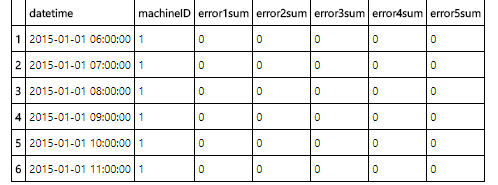 datetime machineID error1sum error2sum error3sum error4sum error5sum
1 2015-01-01 06:00:00 1 0 0 0 0 0
2 2015-01-01 07:00:00 1 0 0 0 0 0
3 2015-01-01 08:00:00 1 0 0 0 0 0
4 2015-01-01 09:00:00 1 0 0 0 0 0
5 2015-01-01 10:00:00 1 0 0 0 0 0
6 2015-01-01 11:00:00 1 0 0 0 0 0